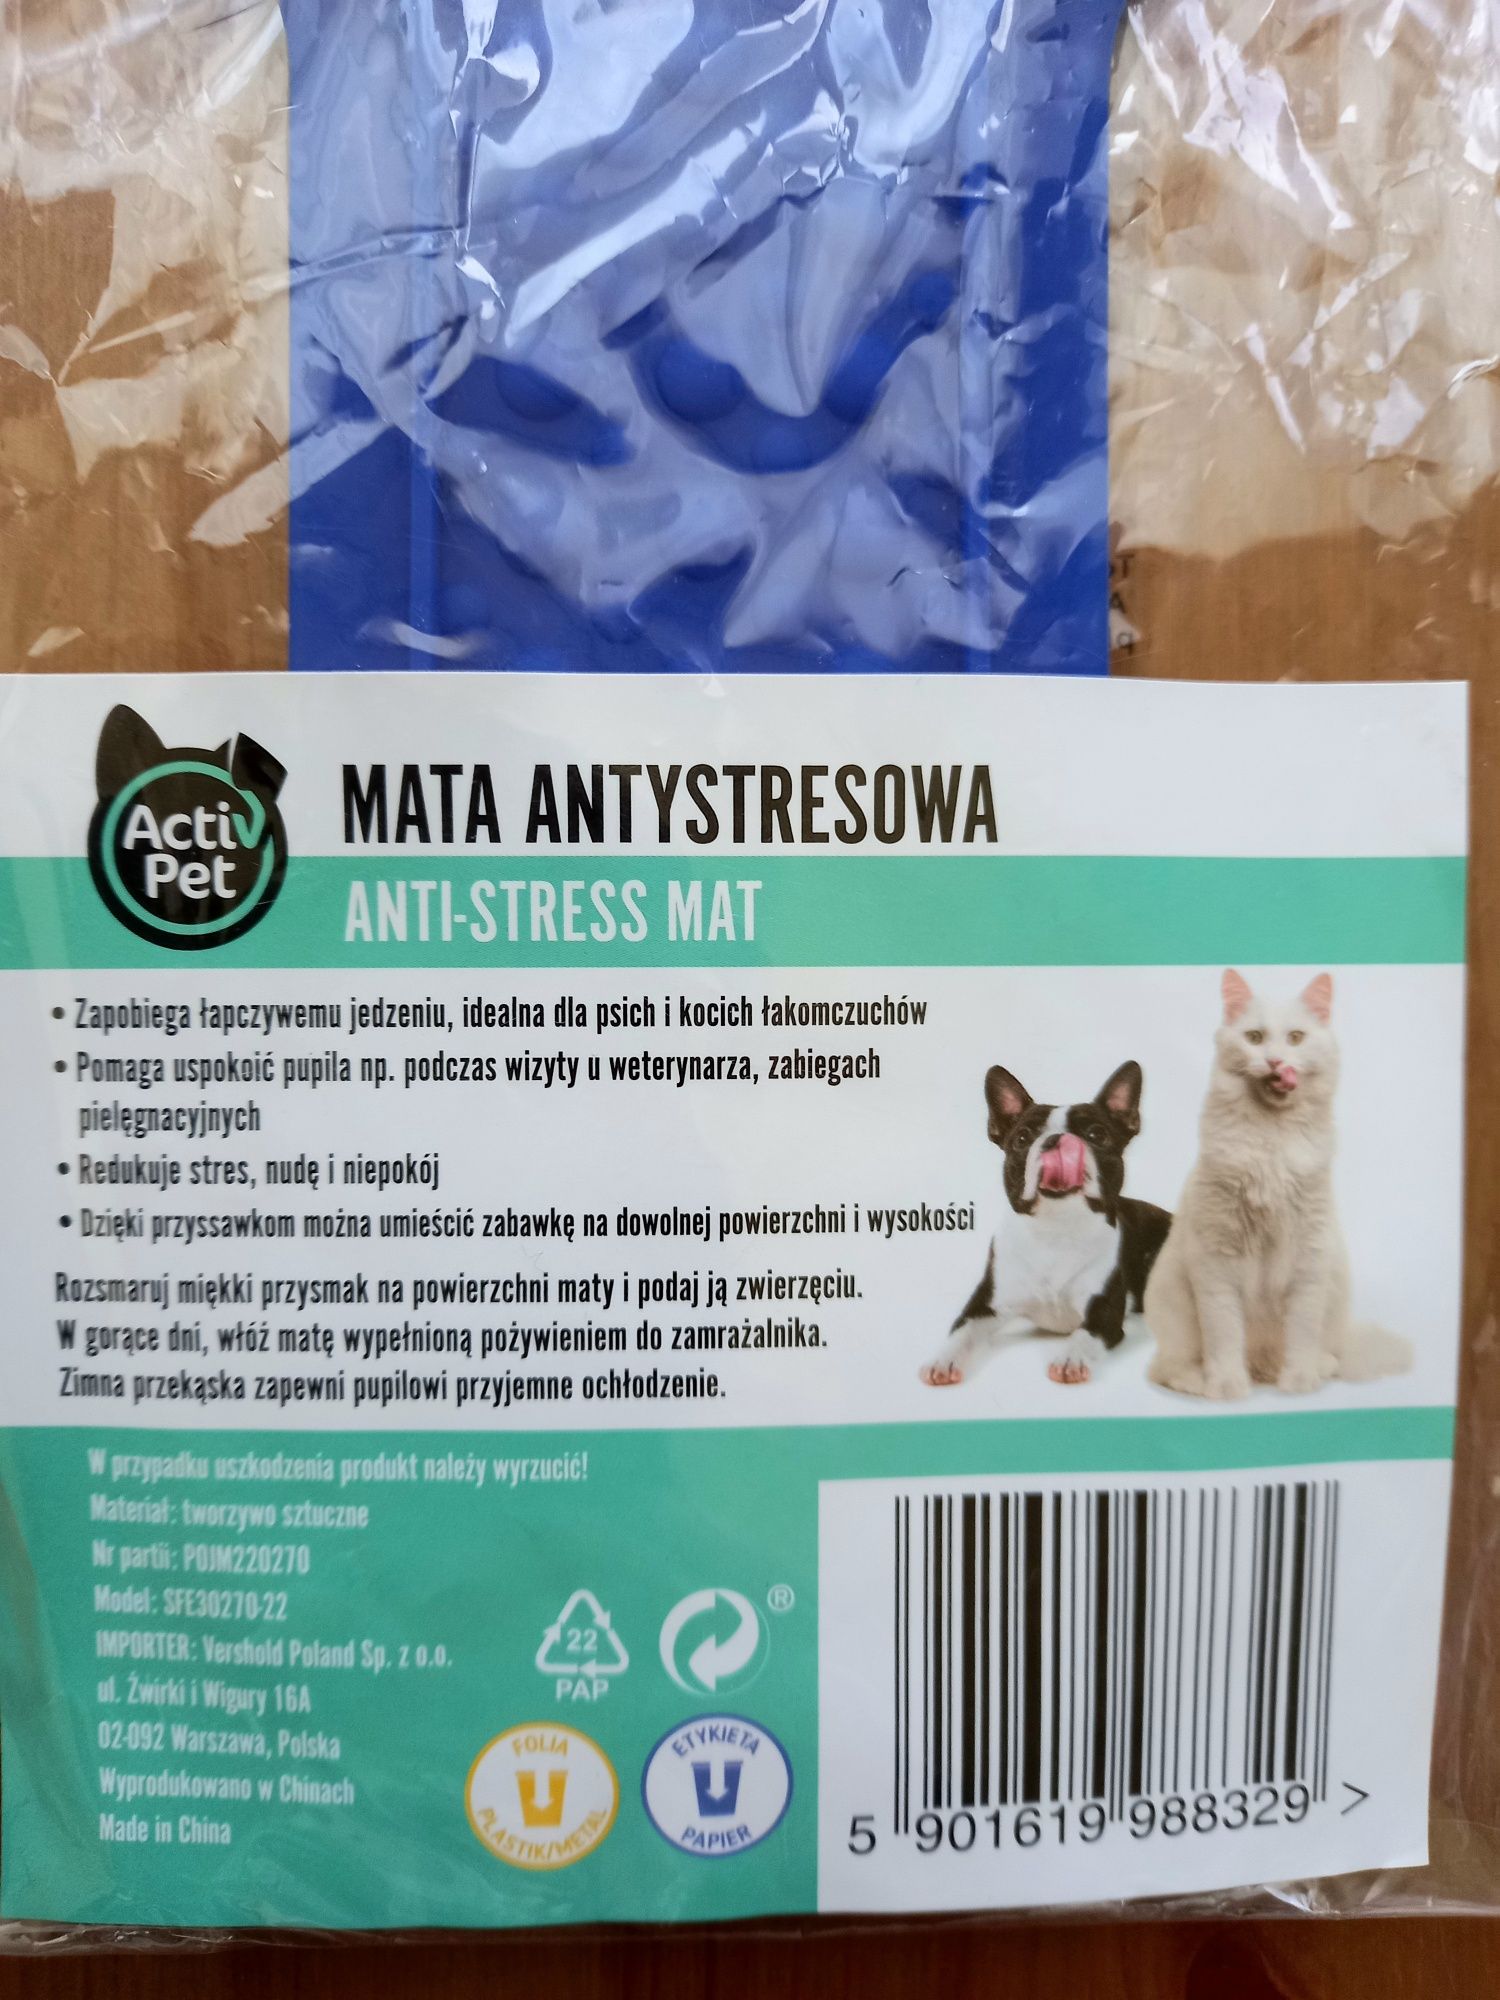 Activ
Pet
MATA ANTYSTRESOWA
ANTI-STRESS MAT
• Zapobiega łapczywemu jedzeniu, idealna dla psich i kocich łakomczuchów
• Pomaga uspokoić pupila np. podczas wizyty u weterynarza, zabiegach
pielęgnacyjnych
• Redukuje stres, nudę i niepokój
• Dzięki przyssawkom można umieścić zabawkę na dowolnej powierzchni i wysokości
Rozsmaruj miękki przysmak na powierzchni maty i podaj ją zwierzęciu.
W gorące dni, włóż matę wypełnioną pożywieniem do zamrażalnika.
Zimna przekąska zapewni pupilowi przyjemne ochłodzenie.
W przypadku uszkodzenia produkt należy wyrzucić!
Materiał: tworzywo sztuczne
Nr partii: POJM220270
Model: SFE30270-22
IMPORTER: Vershold Poland Sp. z o.o.
ul. Żwirki i Wigury 16A
02-092 Warszawa, Polska
Wyprodukowano w Chinach
Made in China
22
PAP
®
FOLIA
PLASTIK/METAL
ETYKIETA
PAPIER
5 901619 988329 >